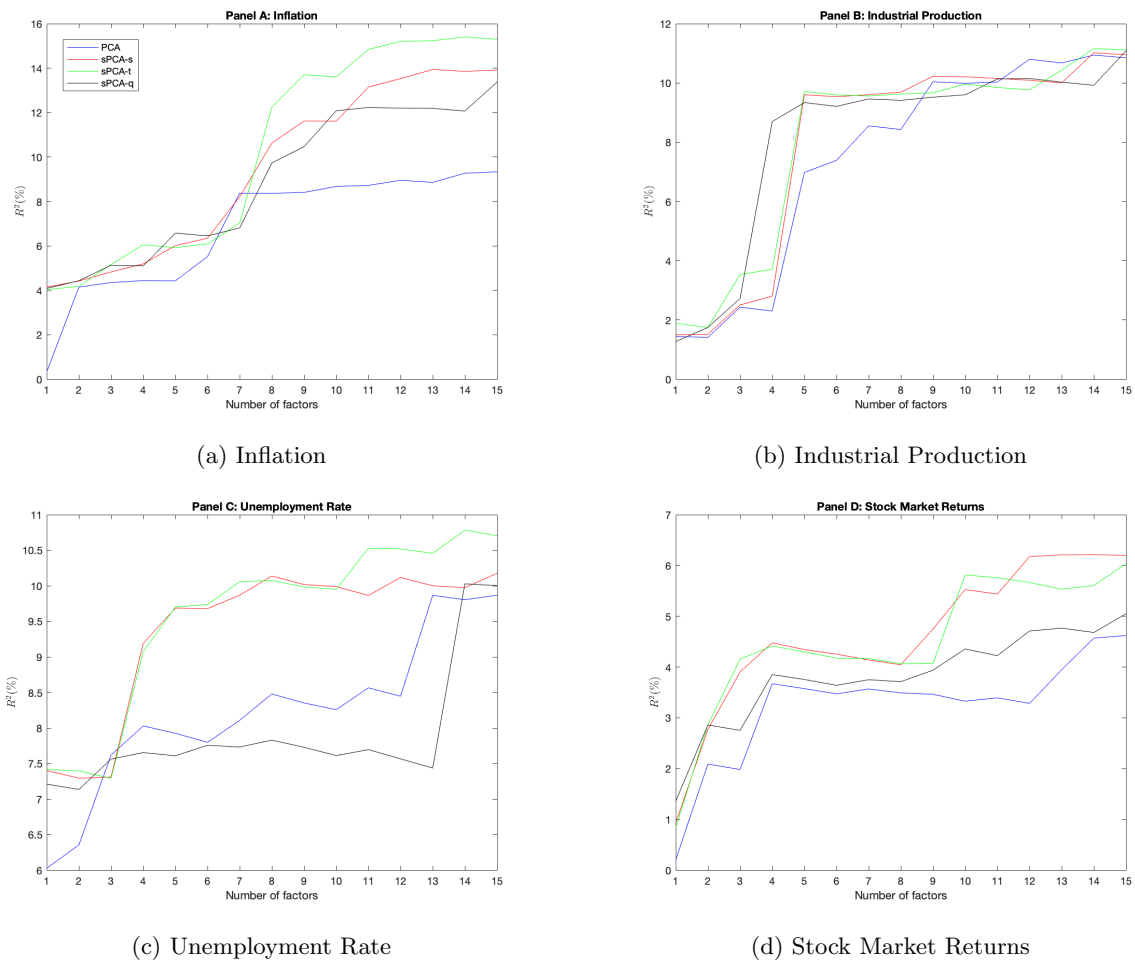 Panel A: Inflation
PCA
sPCA-s
sPCA-t
sPCA-q
16
14
12
10
8
6
4
2
0
R²(%)
1 2 3 4 5 6 7 8 9 10 11 12 13 14 15
Number of factors
(a) Inflation
Panel B: Industrial Production
12
10
8
6
4
2
0
R²(%)
1 2 3 4 5 6 7 8 9 10 11 12 13 14 15
Number of factors
(b) Industrial Production
Panel C: Unemployment Rate
11
10.5
10
9.5
9
8.5
8
7.5
7
6.5
6
R²(%)
1 2 3 4 5 6 7 8 9 10 11 12 13 14 15
Number of factors
(c) Unemployment Rate
Panel D: Stock Market Returns
7
6
5
4
3
2
1
0
R²(%)
1 2 3 4 5 6 7 8 9 10 11 12 13 14 15
Number of factors
(d) Stock Market Returns